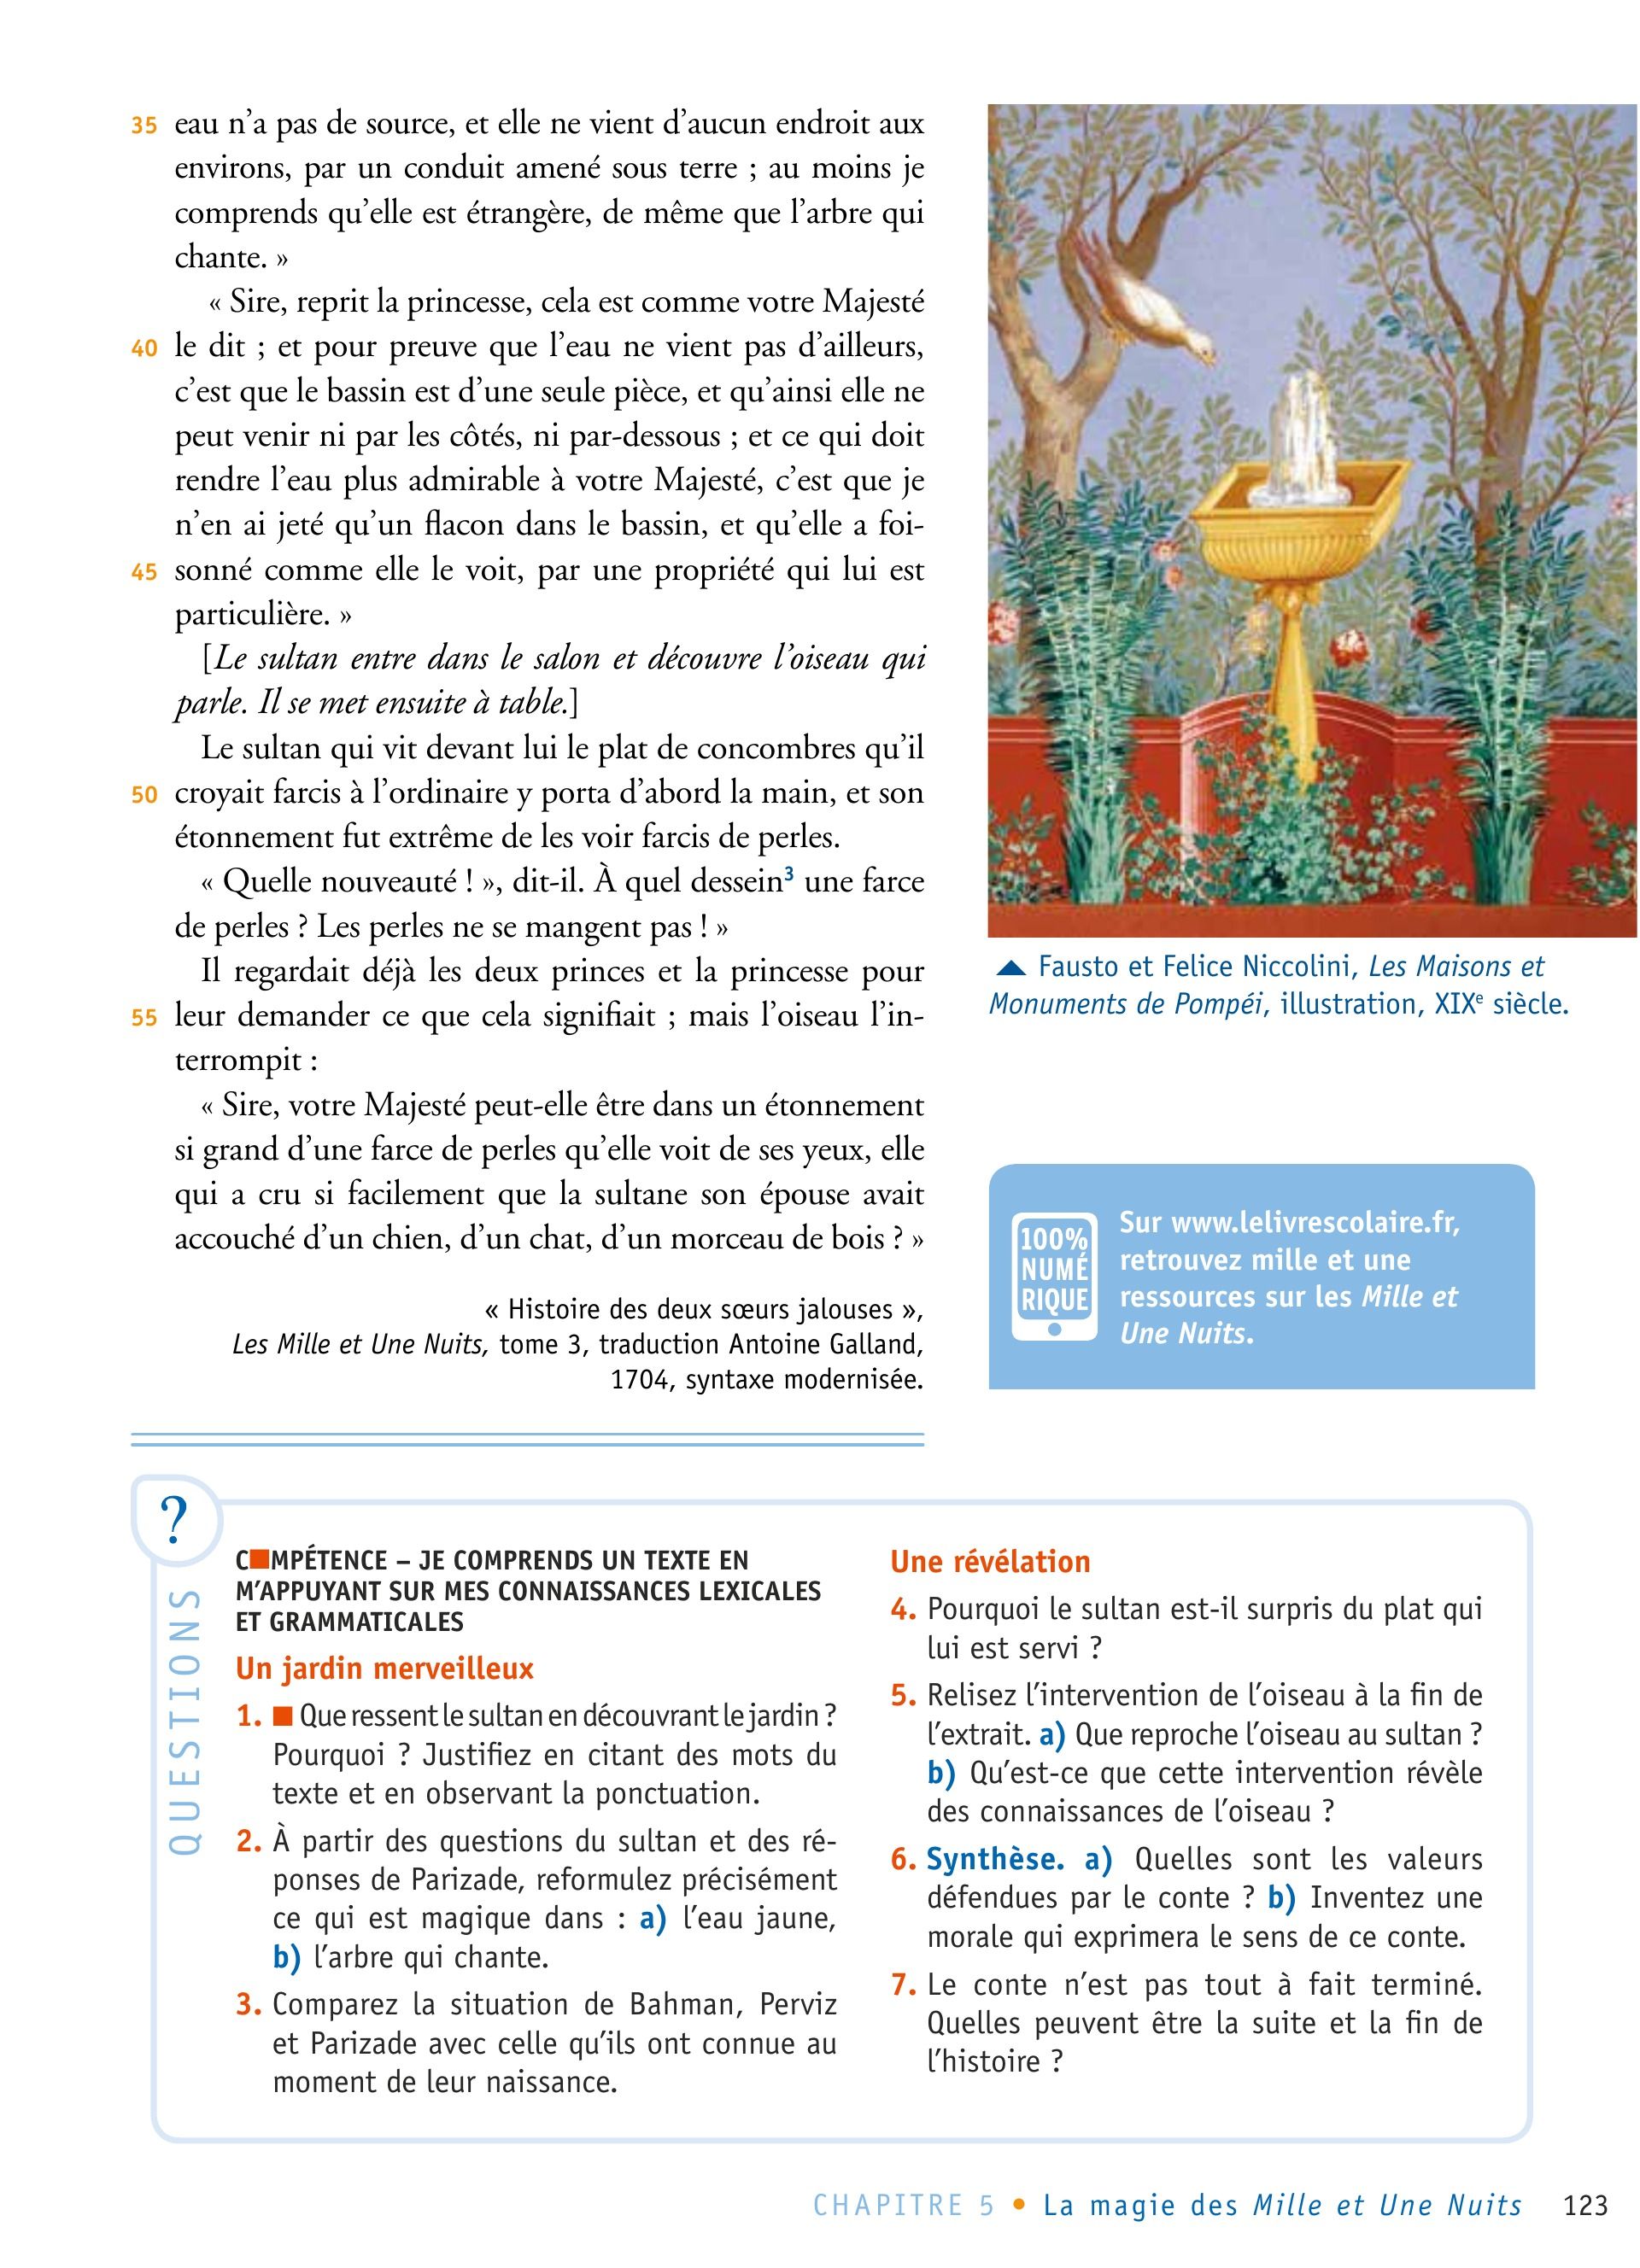 35 eau n'a pas de source, et elle ne vient d'aucun endroit aux
environs, par un conduit amené sous terre ; au moins je
comprends qu'elle est étrangère, de même que l'arbre qui
chante. »
« Sire, reprit la princesse, cela est comme votre Majesté
40 le dit ; et pour preuve que l'eau ne vient pas d'ailleurs,
c'est que le bassin est d'une seule pièce, et qu'ainsi elle ne
peut venir ni par les côtés, ni par-dessous ; et ce qui doit
rendre l'eau plus admirable à votre Majesté, c'est que je
n'en ai jeté qu'un flacon dans le bassin, et qu'elle a foi-
45 sonné comme elle le voit, par une propriété qui lui est
particulière. »
[Le sultan entre dans le salon et découvre l'oiseau qui
parle. Il se met ensuite à table.]
Le sultan qui vit devant lui le plat de concombres qu'il
50 croyait farcis à l'ordinaire y porta d'abord la main, et son
étonnement fut extrême de les voir farcis de perles.
« Quelle nouveauté ! », dit-il. À quel dessein³ une farce
de perles ? Les perles ne se mangent pas ! »
Il regardait déjà les deux princes et la princesse pour
55 leur demander ce que cela signifiait ; mais l'oiseau l'in-
terrompit :
« Sire, votre Majesté peut-elle être dans un étonnement
si grand d'une farce de perles qu'elle voit de ses yeux, elle
qui a cru si facilement que la sultane son épouse avait
accouché d'un chien, d'un chat, d'un morceau de bois ? »
« Histoire des deux sœurs jalouses »,
Les Mille et Une Nuits, tome 3, traduction Antoine Galland,
1704, syntaxe modernisée.
Fausto et Felice Niccolini, Les Maisons et
Monuments de Pompéi, illustration, XIXe siècle.
100%
NUMÉ
RIQUE
Sur www.lelivrescolaire.fr,
retrouvez mille et une
ressources sur les Mille et
Une Nuits.
?
QUESTIONS
C■MPÉTENCE – JE COMPRENDS UN TEXTE EN
M'APPUYANT SUR MES CONNAISSANCES LEXICALES
ET GRAMMATICALES
Un jardin merveilleux
1. ■ Que ressent le sultan en découvrant le jardin ?
Pourquoi ? Justifiez en citant des mots du
texte et en observant la ponctuation.
2. À partir des questions du sultan et des ré-
ponses de Parizade, reformulez précisément
ce qui est magique dans : a) l'eau jaune,
b) l'arbre qui chante.
3. Comparez la situation de Bahman, Perviz
et Parizade avec celle qu'ils ont connue au
moment de leur naissance.
Une révélation
4. Pourquoi le sultan est-il surpris du plat qui
lui est servi ?
5. Relisez l'intervention de l'oiseau à la fin de
l'extrait. a) Que reproche l'oiseau au sultan ?
b) Qu'est-ce que cette intervention révèle
des connaissances de l'oiseau ?
6. Synthèse. a) Quelles sont les valeurs
défendues par le conte ? b) Inventez une
morale qui exprimera le sens de ce conte.
7. Le conte n'est pas tout à fait terminé.
Quelles peuvent être la suite et la fin de
l'histoire ?
CHAPITRE 5 • La magie des Mille et Une Nuits 123